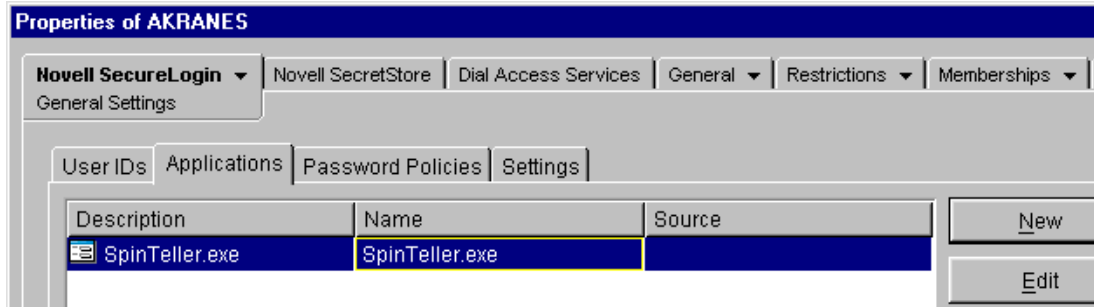 Properties of AKRANES
Novell SecureLogin Novell SecretStore Dial Access Services General Restrictions Memberships
General Settings
User IDs Applications Password Policies Settings
Description Name Source New
SpinTeller.exe SpinTeller.exe
Edit